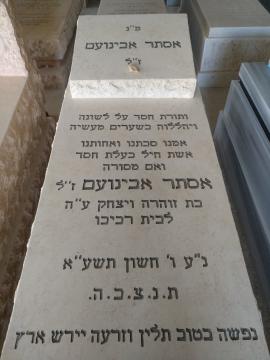 פ״נ
אסתר אבינועם
ז״ל
ותורת חסד על לשונה
ויהללוה בשערים מעשיה
אמנו סבתנו ואחותנו
אשת חיל בעלת חסד
ואם מסורה
אסתר אבינועם ז״ל
בת זוהרה ויצחק ע״ה
לבית רביבו
נ״ע ו׳ חשון תשע״א
ת.נ.צ.ב.ה.
נפשה בטוב תלין וזרעה יירש ארץ